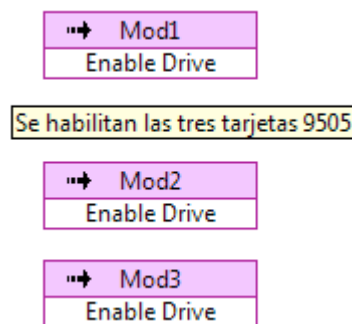 Mod1
Enable Drive
Se habilitan las tres tarjetas 9505
Mod2
Enable Drive
Mod3
Enable Drive